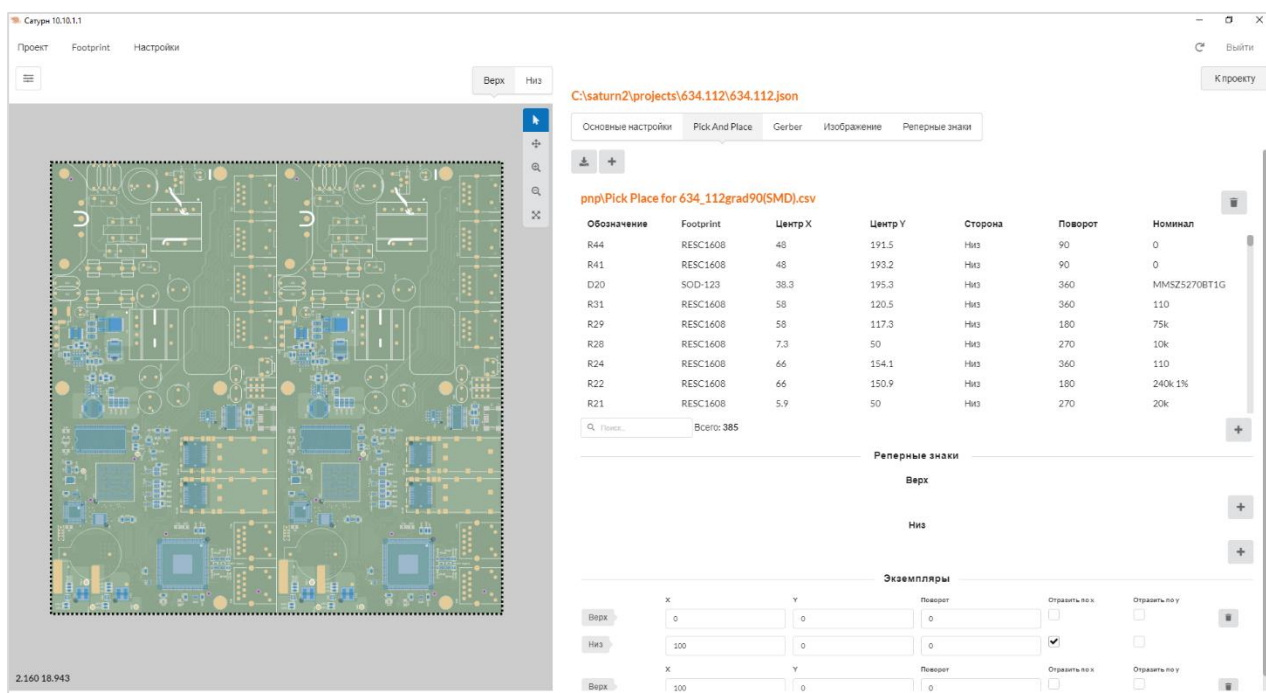 Сатурн 10.10.1.1
Проект Footprint Настройки Выйти
Верх Низ К проекту
C:\saturn2\projects\634.112\634.112.json
Основные настройки Pick And Place Gerber Изображение Реперные знаки
pnp\Pick Place for 634_112grad90(SMD).csv
Обозначение Footprint Центр X Центр Y Сторона Поворот Номинал
R44 RESC1608 48 191.5 Низ 90 0
R41 RESC1608 48 193.2 Низ 90 0
D20 SOD-123 38.3 195.3 Низ 360 MMSZ5270BT1G
R31 RESC1608 58 120.5 Низ 360 110
R29 RESC1608 58 117.3 Низ 180 75k
R28 RESC1608 7.3 50 Низ 270 10k
R24 RESC1608 66 154.1 Низ 360 110
R22 RESC1608 66 150.9 Низ 180 240k 1%
R21 RESC1608 5.9 50 Низ 270 20k
Поиск... Всего: 385
Реперные знаки
Верх
Низ
Экземпляры
X Y Поворот Отразить по x Отразить по y
Верх 0 0 0
Низ 100 0 0
X Y Поворот Отразить по x Отразить по y
Верх 100 0 0
2.160 18.943